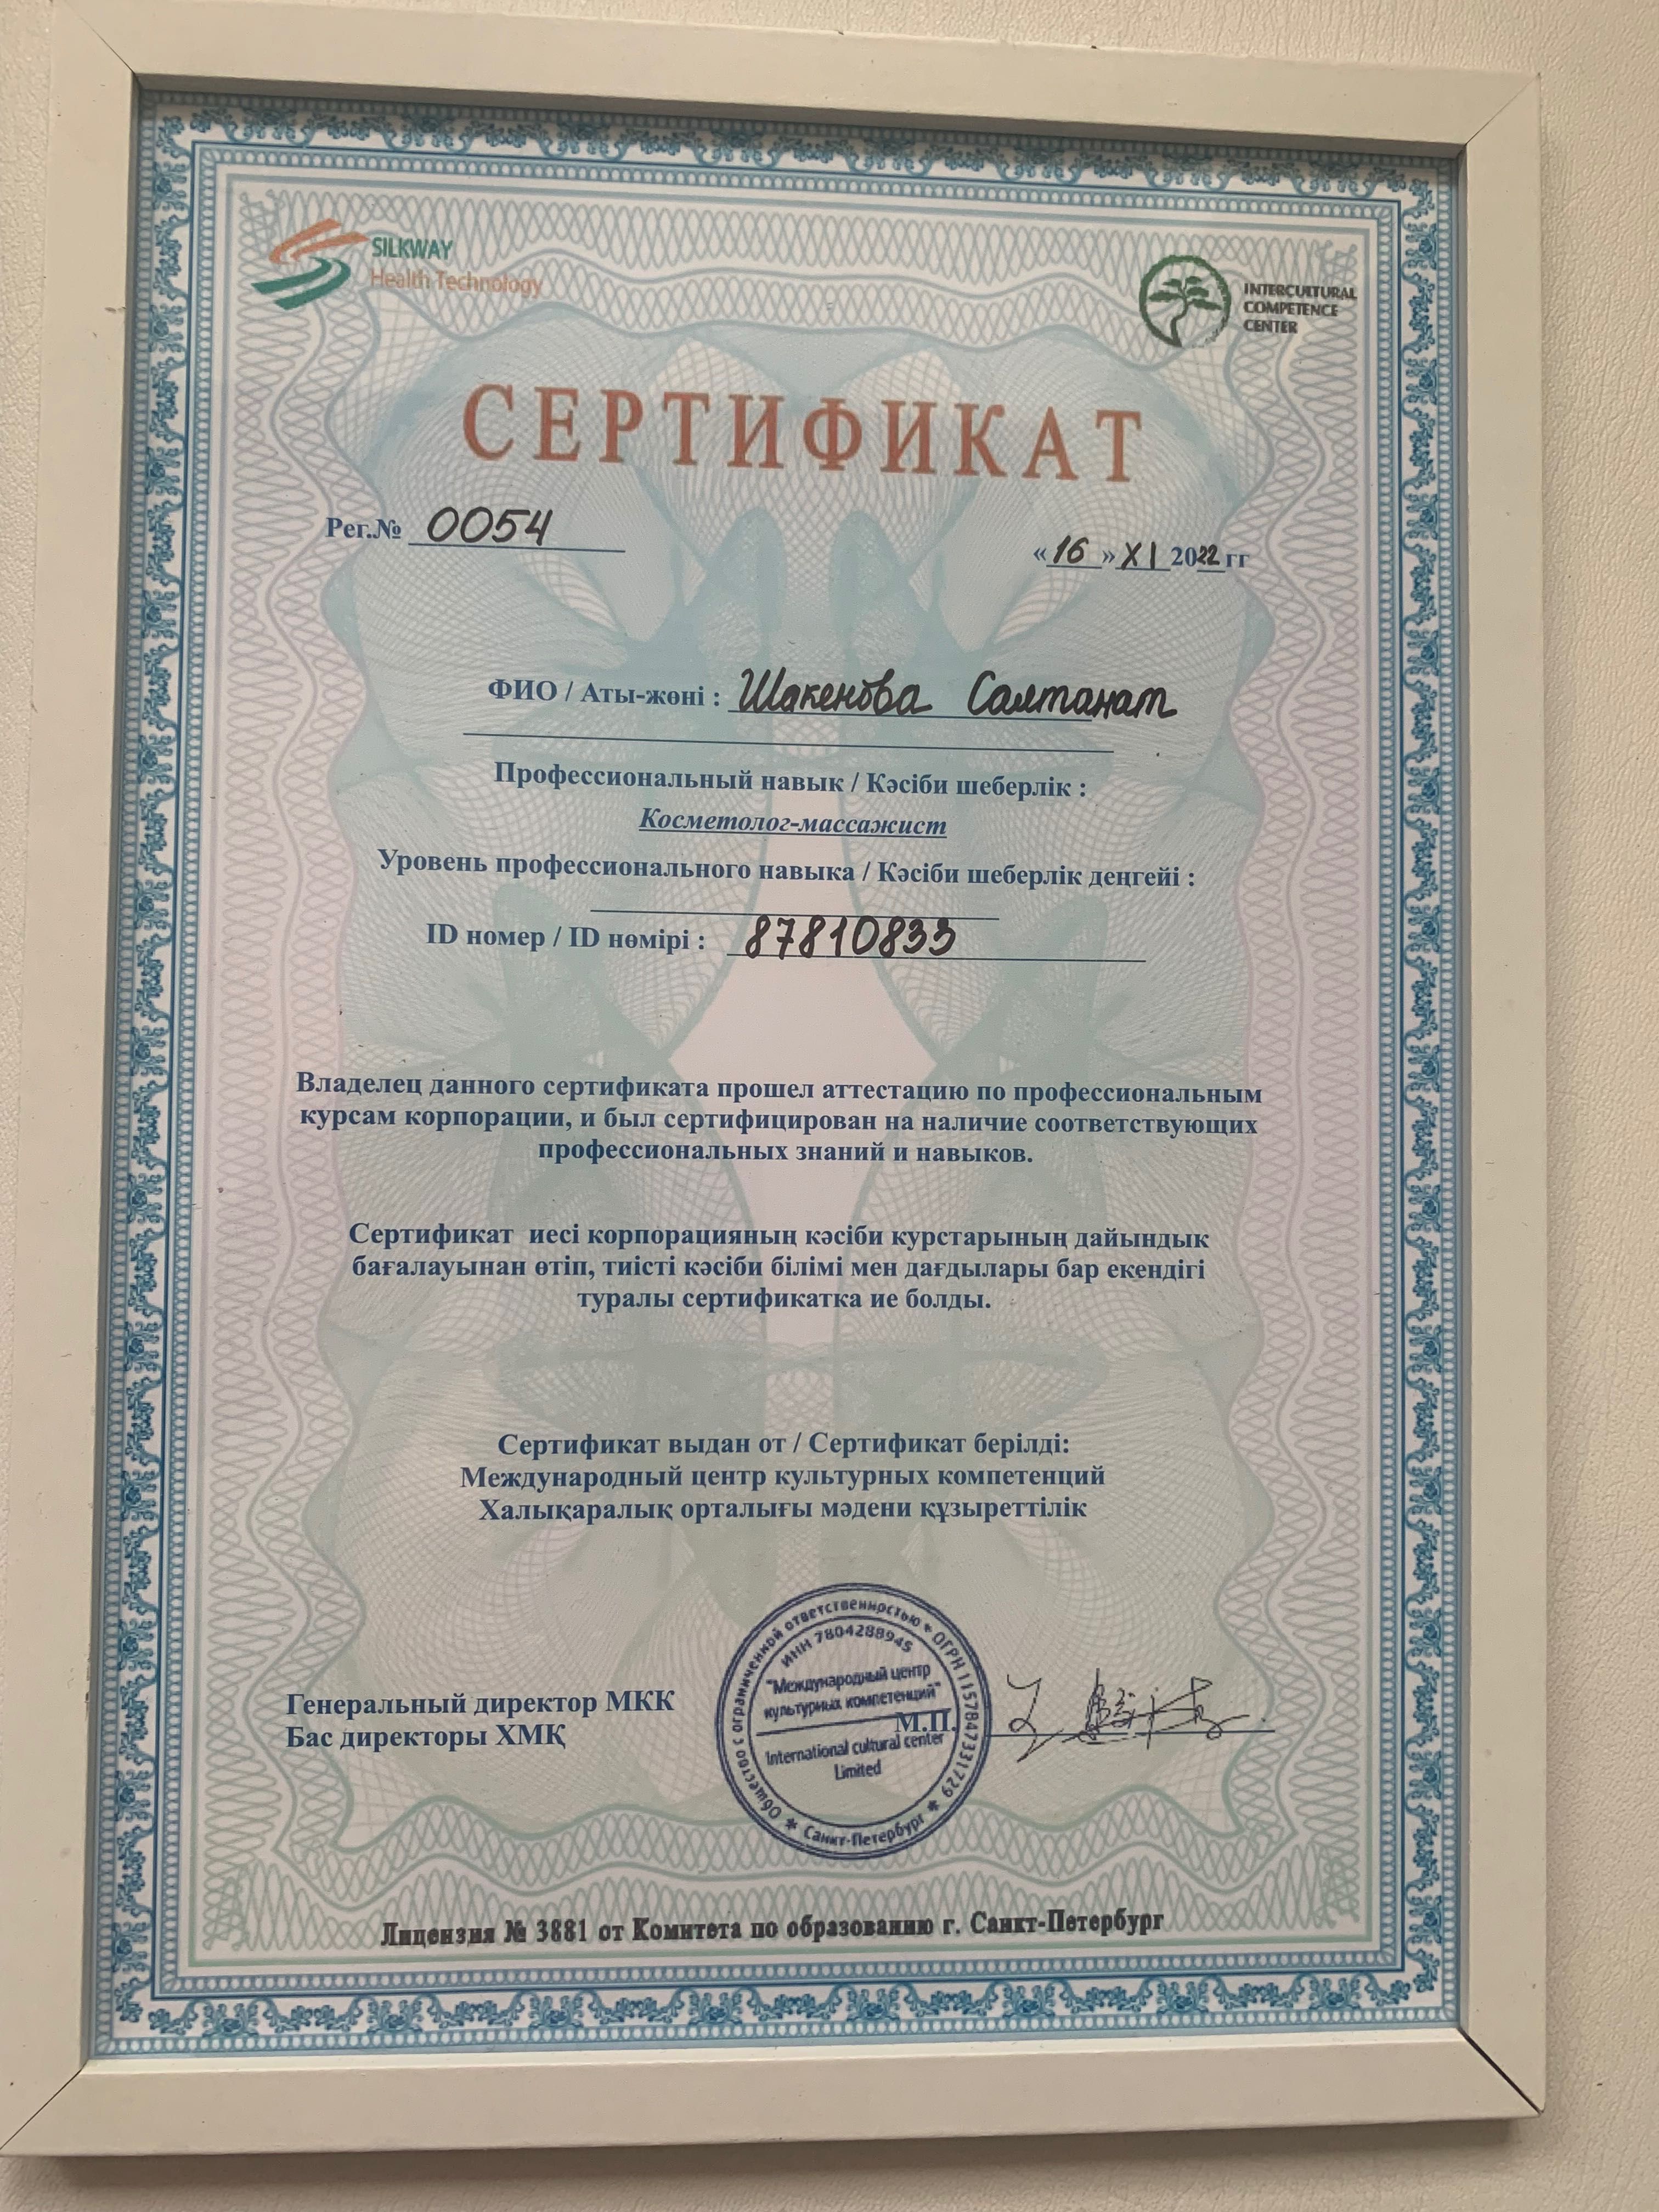 SILKWAY
Health Technology
INTERCULTURAL
COMPETENCE
CENTER
СЕРТИФИКАТ
Рег.№ 0054
«16» XI 2022 гг
ФИО / Аты-жөні : Шакенова Салтанат
Профессиональный навык / Кәсіби шеберлік :
Косметолог-массажист
Уровень профессионального навыка / Кәсіби шеберлік деңгейі :
ID номер / ID нөмірі : 87810833
Владелец данного сертификата прошел аттестацию по профессиональным
курсам корпорации, и был сертифицирован на наличие соответствующих
профессиональных знаний и навыков.
Сертификат иесі корпорацияның кәсіби курстарының дайындық
бағалауынан өтіп, тиісті кәсіби білімі мен дағдылары бар екендігі
туралы сертификатка ие болды.
Сертификат выдан от / Сертификат берілді:
Международный центр культурных компетенций
Халықаралық орталығы мәдени құзыреттілік
Генеральный директор МКК
Бас директоры ХМҚ
М.П.
Общество с ограниченной ответственностью * ОГРН 1157847331729 * Санкт-Петербург *
ИНН 7804288945
"Международный центр
культурных компетенций"
International cultural center
Limited
Лицензия № 3881 от Комитета по образованию г. Санкт-Петербург